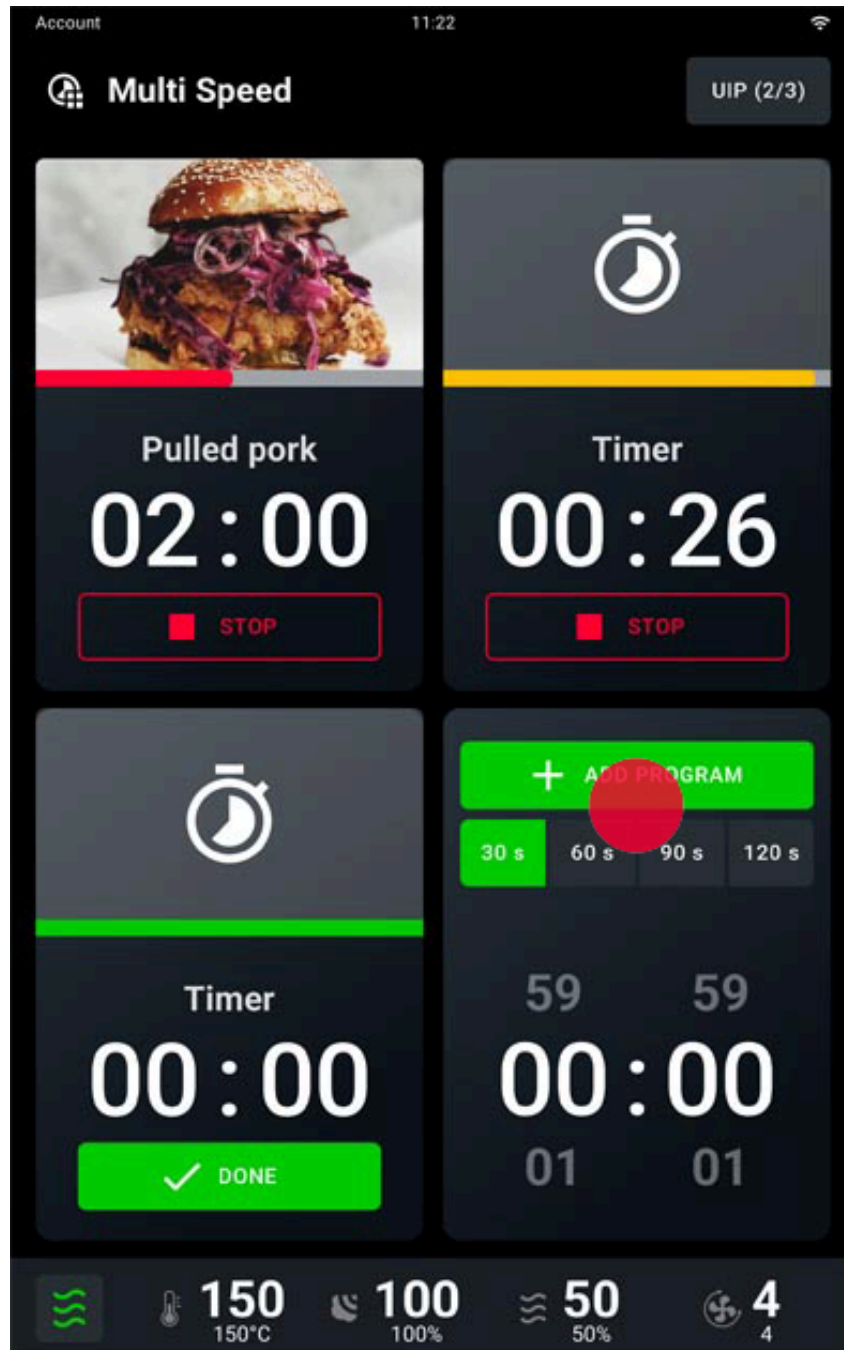 Account 11:22
Multi Speed UIP (2/3)
Pulled pork
02:00
STOP
Timer
00:26
STOP
Timer
00:00
DONE
ADD PROGRAM
30 s 60 s 90 s 120 s
59 59
00:00
01 01
150 100 50 4
150°C 100% 50% 4